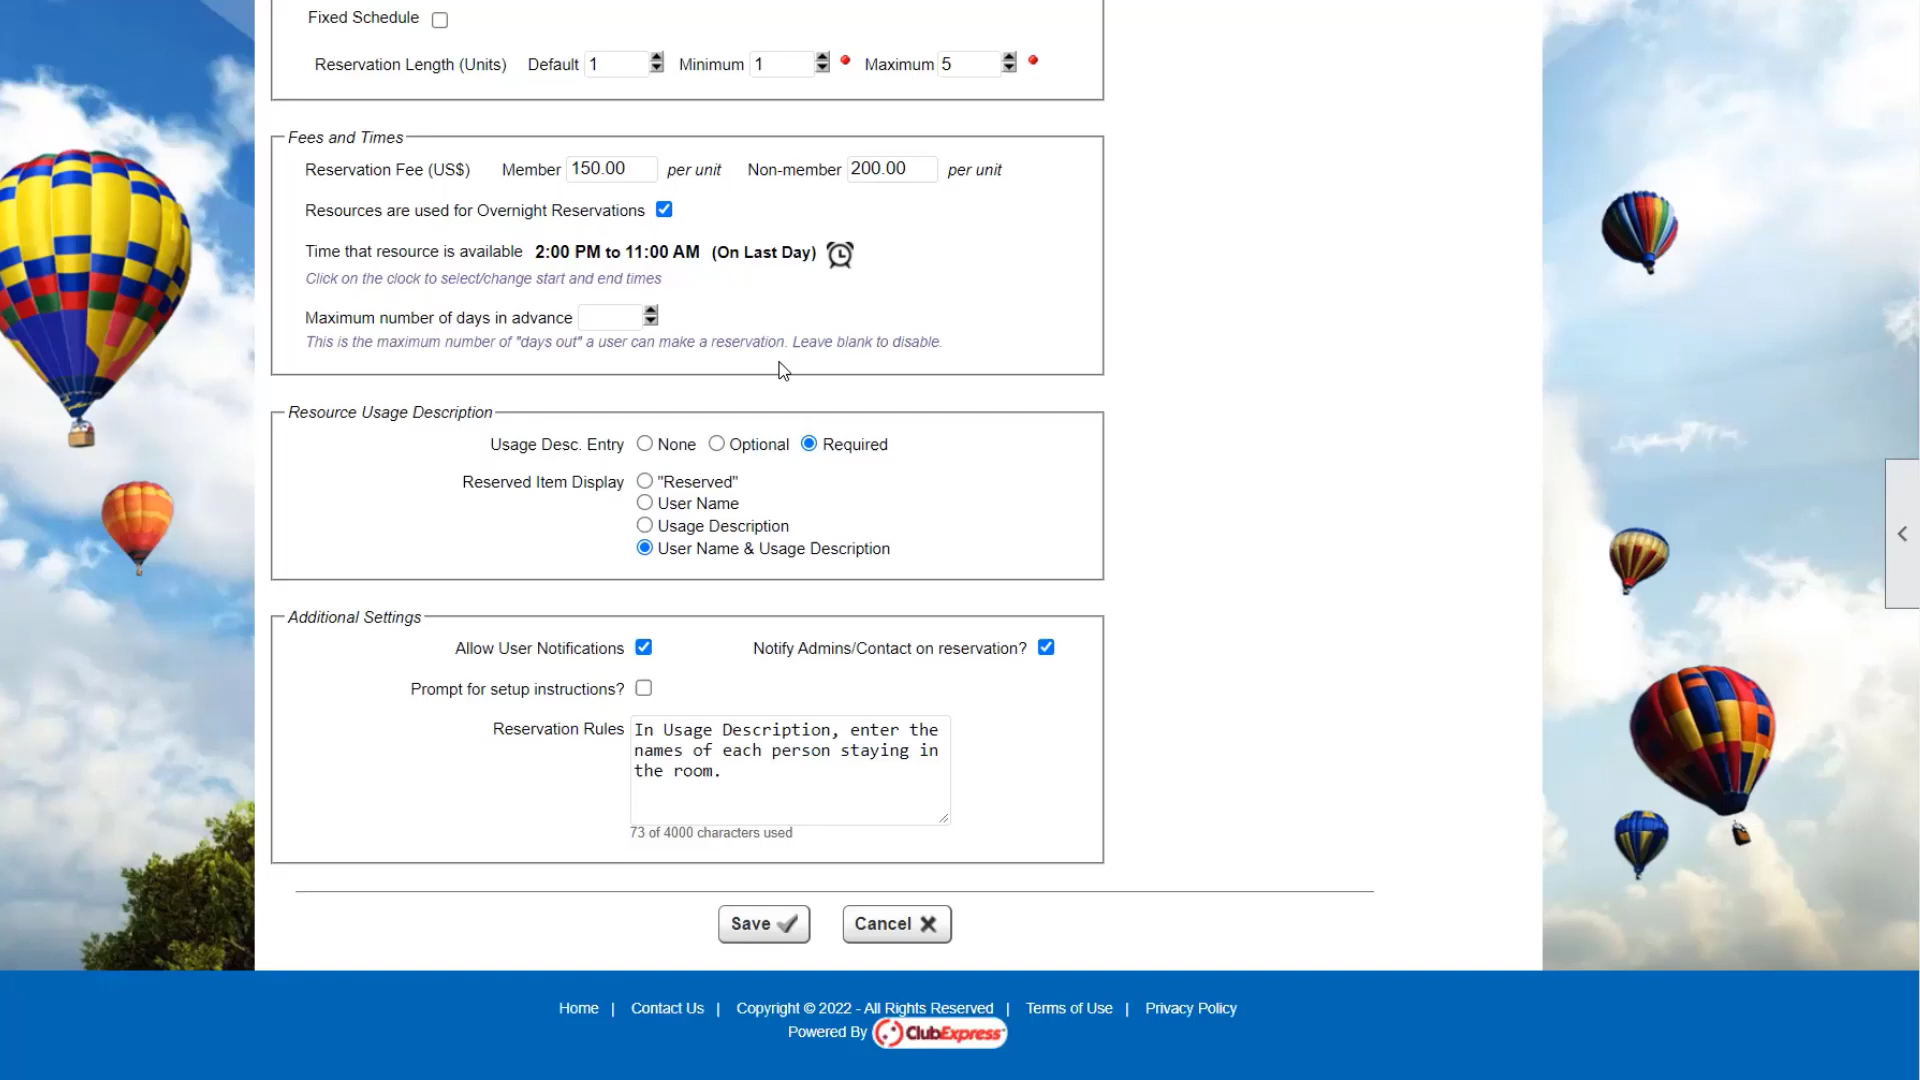 Fixed Schedule
Reservation Length (Units) Default 1 Minimum 1 Maximum 5
Fees and Times
Reservation Fee (US$) Member 150.00 per unit Non-member 200.00 per unit
Resources are used for Overnight Reservations
Time that resource is available 2:00 PM to 11:00 AM (On Last Day)
Click on the clock to select/change start and end times
Maximum number of days in advance
This is the maximum number of "days out" a user can make a reservation. Leave blank to disable.
Resource Usage Description
Usage Desc. Entry None Optional Required
Reserved Item Display "Reserved"
User Name
Usage Description
User Name & Usage Description
Additional Settings
Allow User Notifications Notify Admins/Contact on reservation?
Prompt for setup instructions?
Reservation Rules In Usage Description, enter the
names of each person staying in
the room.
73 of 4000 characters used
Save Cancel
Home | Contact Us | Copyright © 2022 - All Rights Reserved | Terms of Use | Privacy Policy
Powered By ClubExpress